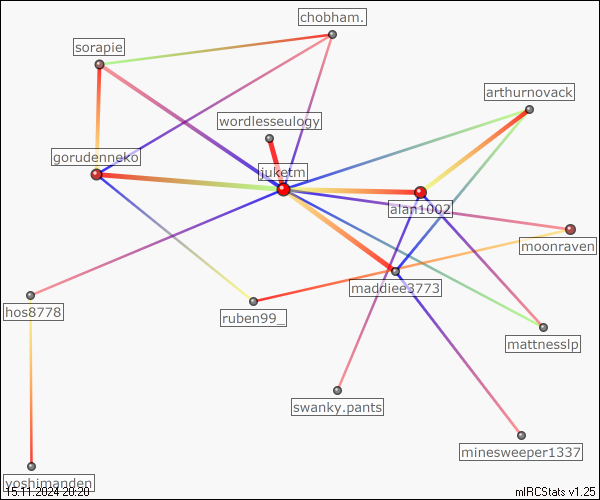 chobham.
sorapie
arthurnovack
wordlesseulogy
gorudenneko
juketm
alan1002
moonraven
maddiee3773
hos8778
ruben99_
mattnesslp
swanky.pants
minesweeper1337
yoshimanden
15.11.2024 20:20
mIRCStats v1.25